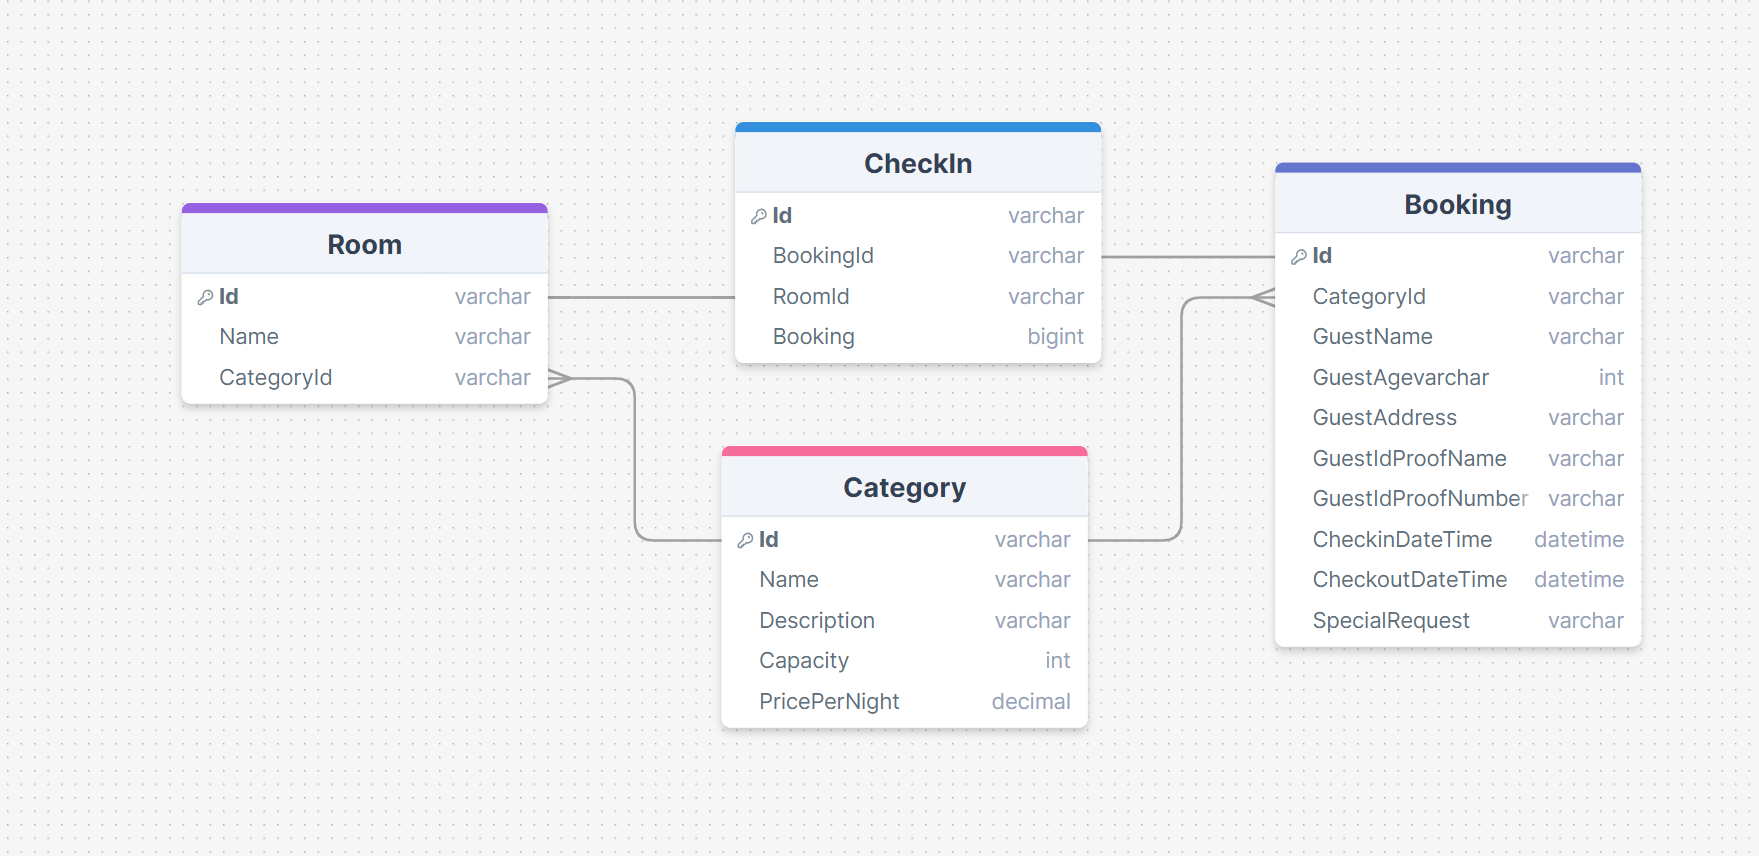 Room
Id varchar
Name varchar
CategoryId varchar
CheckIn
Id varchar
BookingId varchar
RoomId varchar
Booking bigint
Category
Id varchar
Name varchar
Description varchar
Capacity int
PricePerNight decimal
Booking
Id varchar
CategoryId varchar
GuestName varchar
GuestAgevarchar int
GuestAddress varchar
GuestIdProofName varchar
GuestIdProofNumber varchar
CheckinDateTime datetime
CheckoutDateTime datetime
SpecialRequest varchar